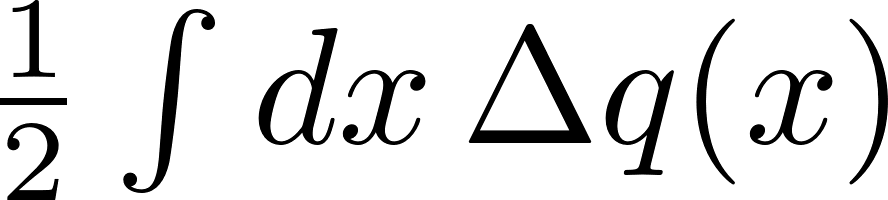 \frac{1}{2} \int dx \, \Delta q(x)